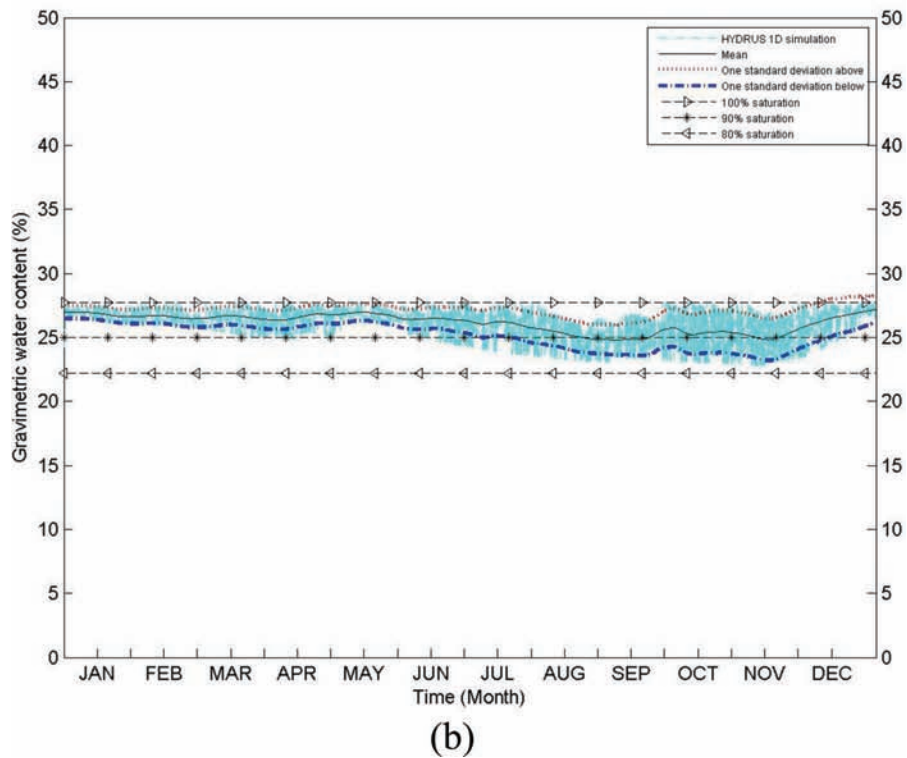 50
45
40
35
30
25
20
15
10
5
0
50
45
40
35
30
25
20
15
10
5
0
HYDRUS 1D simulation
Mean
One standard deviation above
One standard deviation below
100% saturation
90% saturation
80% saturation
Gravimetric water content (%)
JAN FEB MAR APR MAY JUN JUL AUG SEP OCT NOV DEC
Time (Month)
(b)